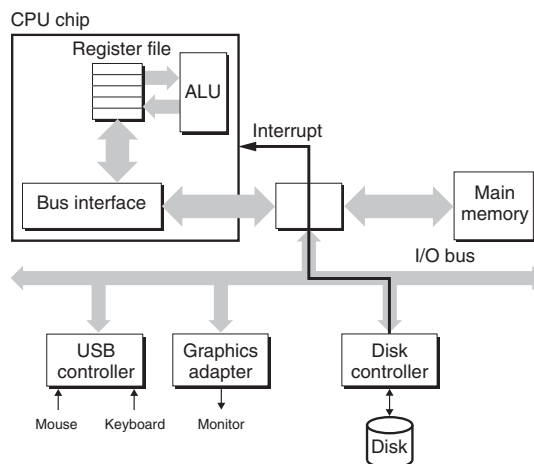 CPU chip
Register file
ALU
Interrupt
Bus interface
Main
memory
I/O bus
USB
controller
Graphics
adapter
Disk
controller
Mouse
Keyboard
Monitor
Disk